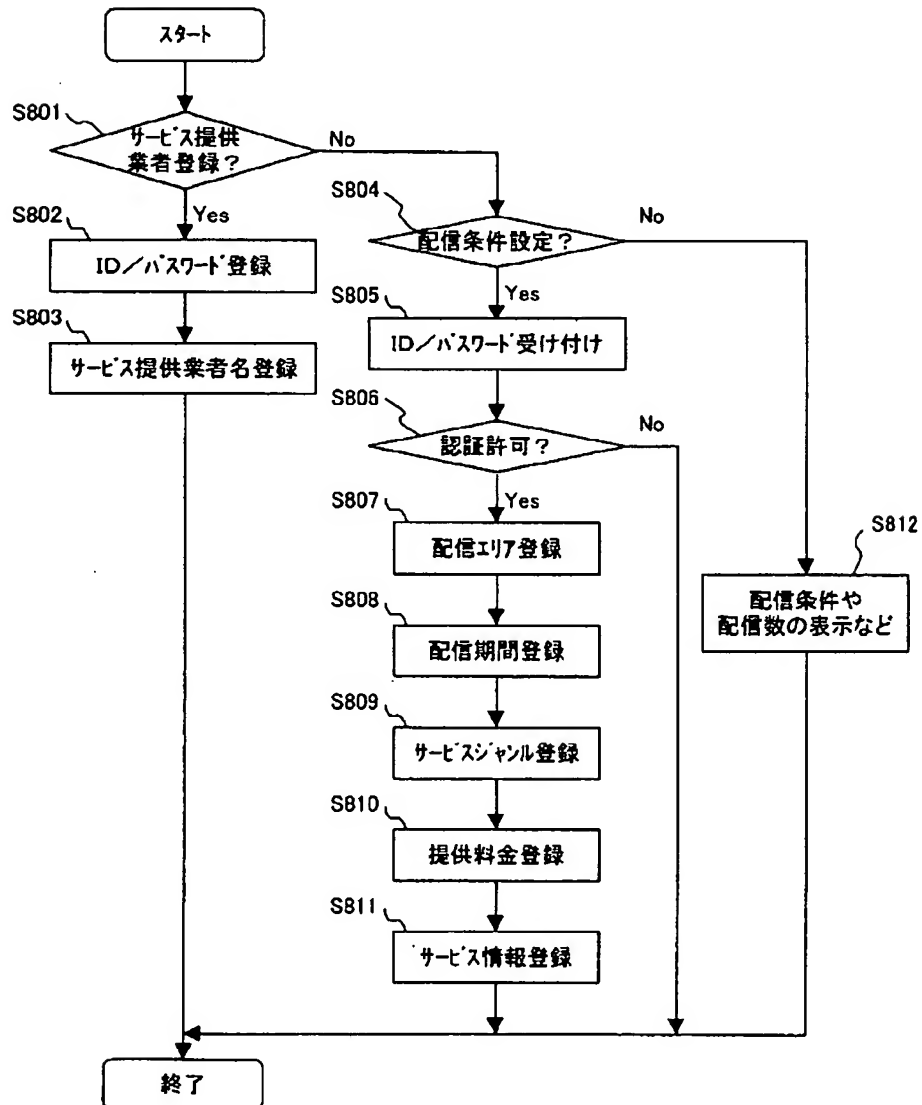 スタート
S801
サービス提供
業者登録？
No
Yes
S802
ID／パスワード登録
S803
サービス提供業者名登録
S804
配信条件設定？
No
Yes
S805
ID／パスワード受け付け
S806
認証許可？
No
Yes
S807
配信エリア登録
S808
配信期間登録
S809
サービスジャンル登録
S810
提供料金登録
S811
サービス情報登録
S812
配信条件や
配信数の表示など
終了